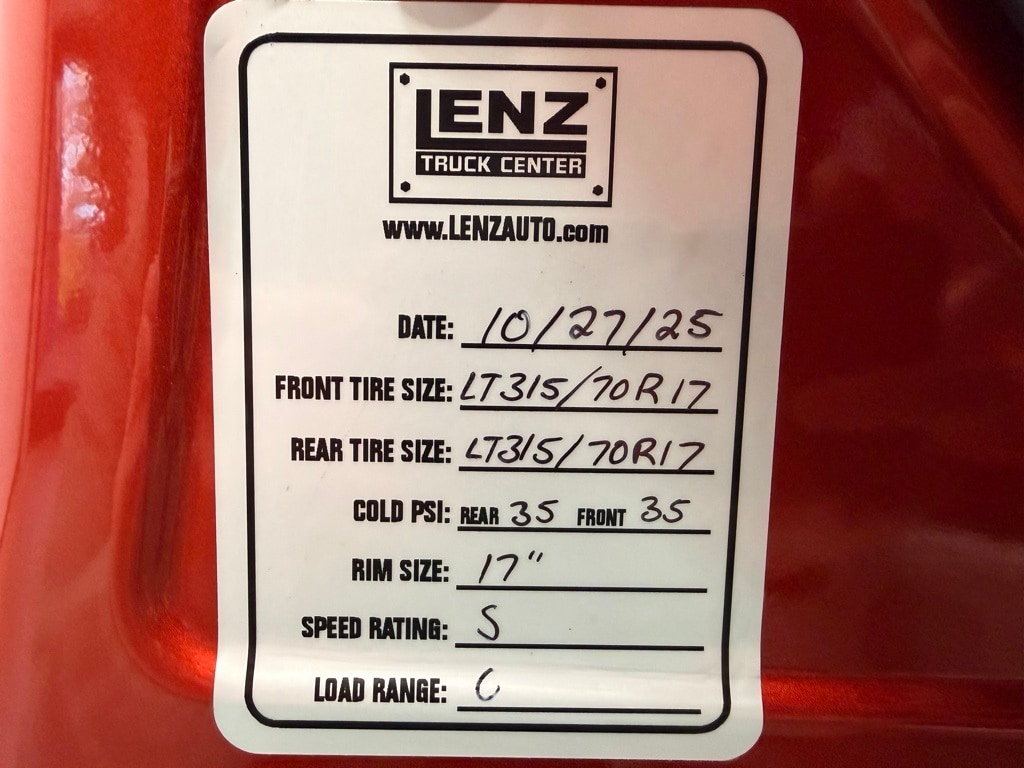 LENZ
TRUCK CENTER
www.LENZAUTO.com
DATE: 10/27/25
FRONT TIRE SIZE: LT315/70R17
REAR TIRE SIZE: LT315/70R17
COLD PSI: REAR 35 FRONT 35
RIM SIZE: 17"
SPEED RATING: S
LOAD RANGE: C